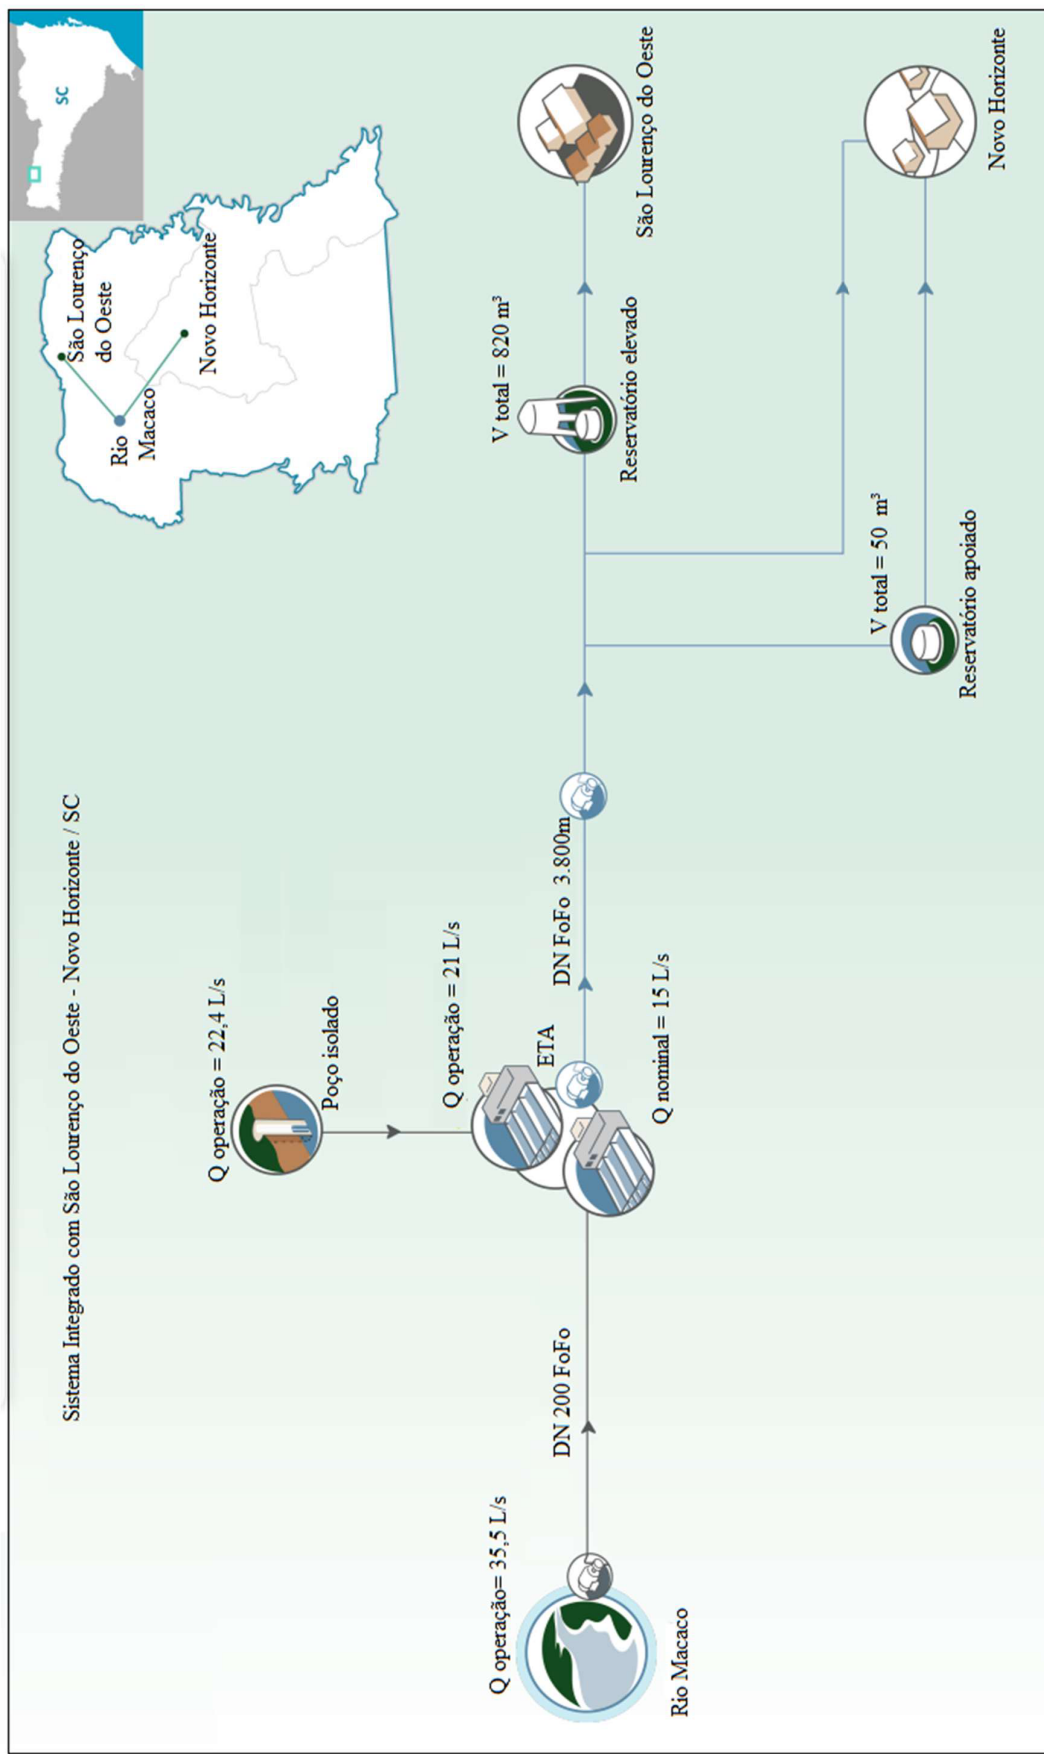 Sistema Integrado com São Lourenço do Oeste - Novo Horizonte / SC
SC
São Lourenço
do Oeste
Rio
Macaco
Novo Horizonte
Q operação = 22,4 L/s
Poço isolado
Q operação = 21 L/s
ETA
Q nominal = 15 L/s
Q operação= 35,5 L/s
Rio Macaco
DN 200 FoFo
DN FoFo 3.800m
V total = 820 m³
Reservatório elevado
São Lourenço do Oeste
V total = 50 m³
Reservatório apoiado
Novo Horizonte